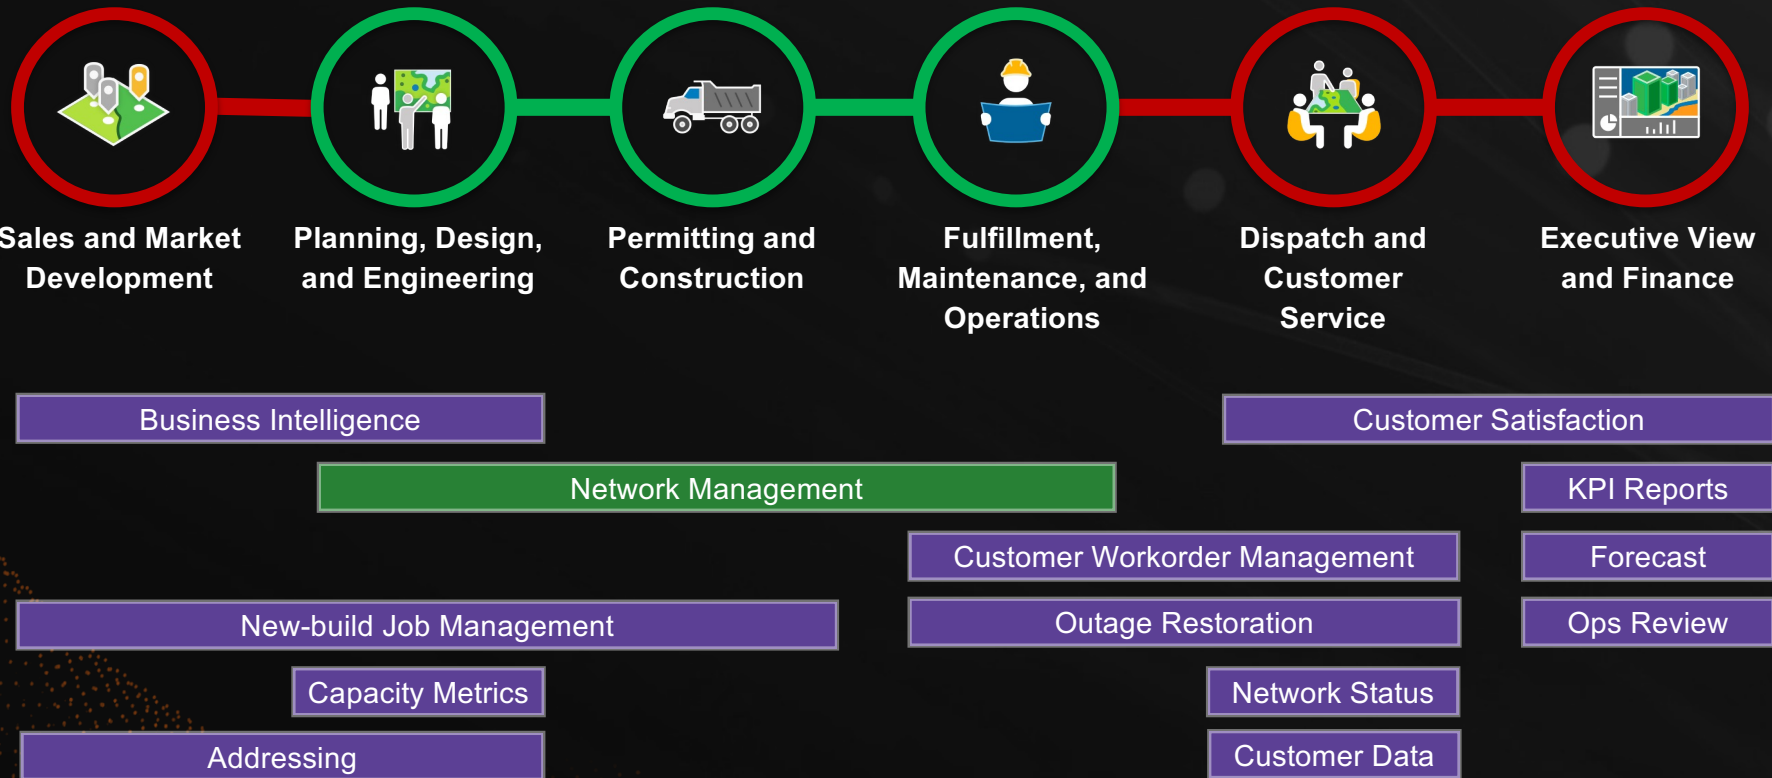 Sales and Market
Development
Planning, Design,
and Engineering
Permitting and
Construction
Fulfillment,
Maintenance, and
Operations
Dispatch and
Customer
Service
Executive View
and Finance
Business Intelligence
Customer Satisfaction
Network Management
KPI Reports
Customer Workorder Management
Forecast
New-build Job Management
Outage Restoration
Ops Review
Capacity Metrics
Network Status
Addressing
Customer Data